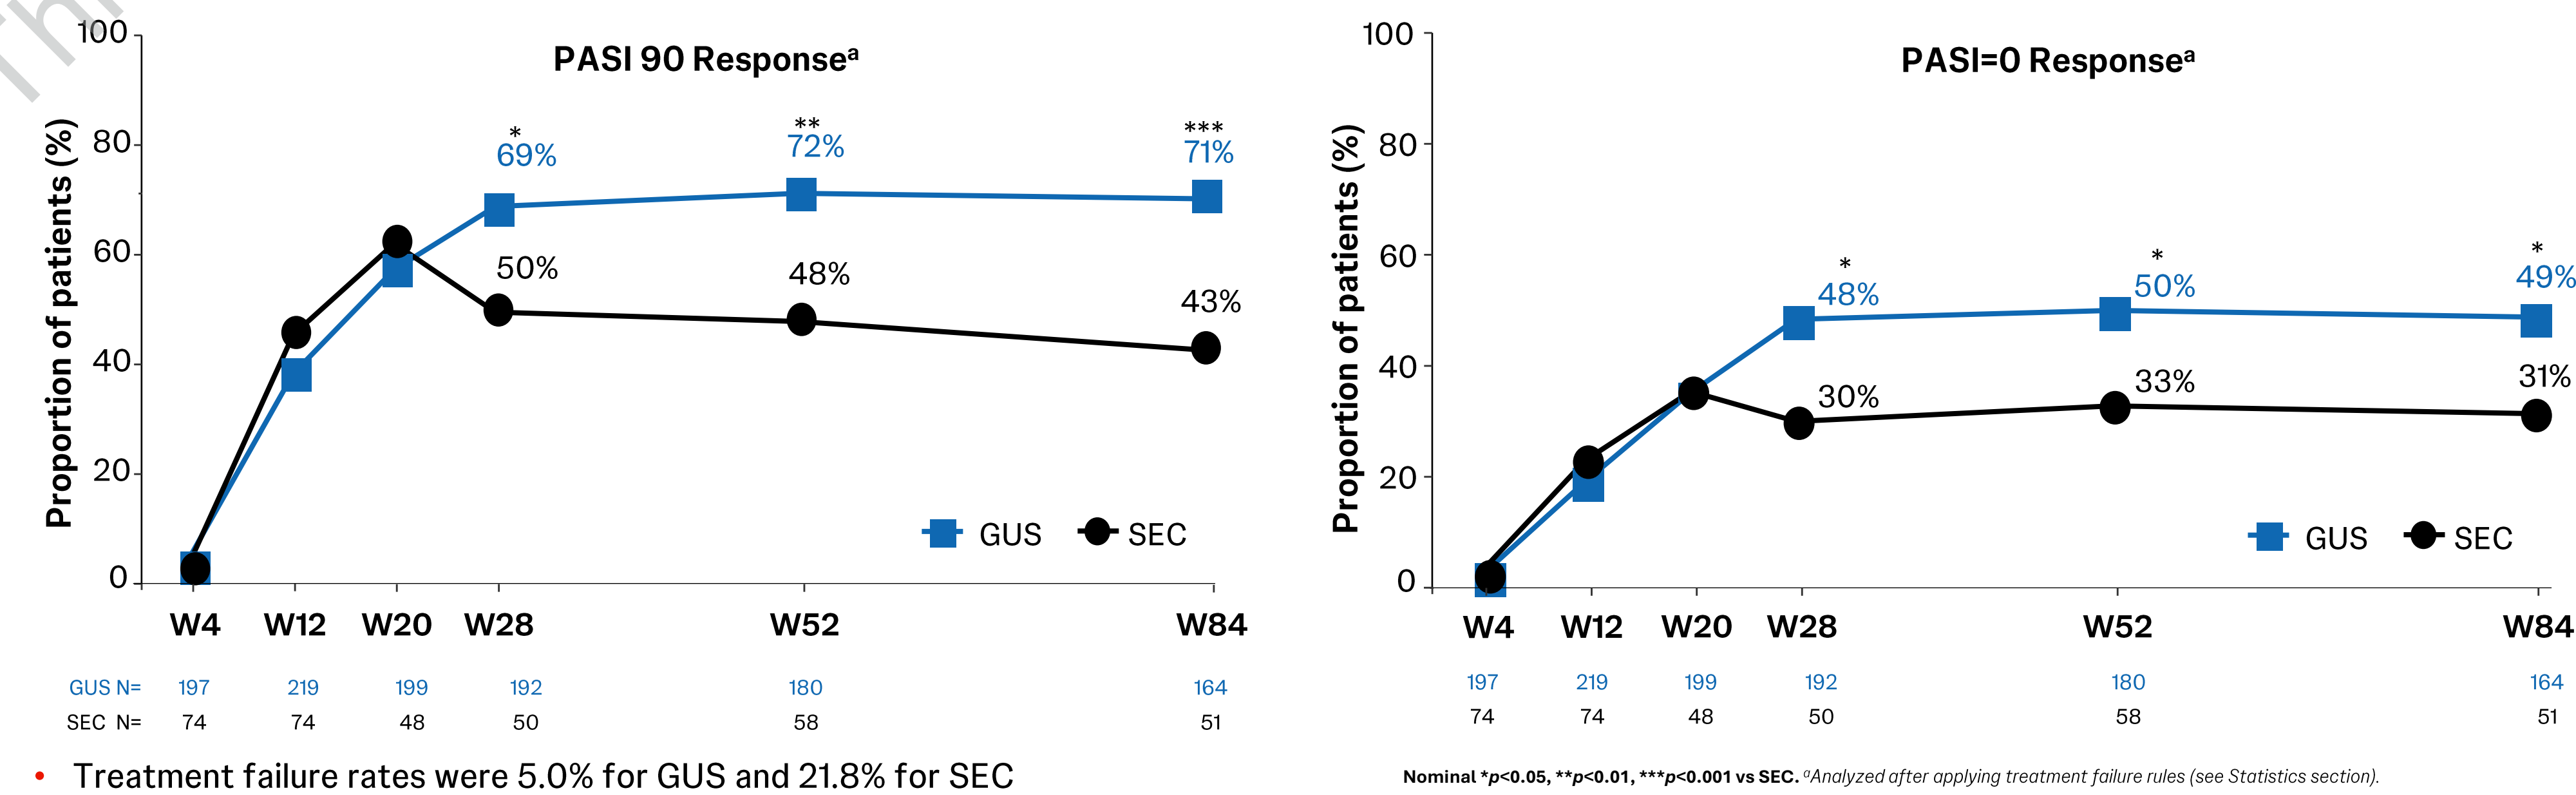 Thi
PASI 90 Responseᵃ
Proportion of patients (%)
100
80
60
40
20
0
*
69%
**
72%
***
71%
50%
48%
43%
GUS SEC
W4 W12 W20 W28 W52 W84
GUS N= 197 219 199 192 180 164
SEC N= 74 74 48 50 58 51
• Treatment failure rates were 5.0% for GUS and 21.8% for SEC
PASI=0 Responseᵃ
Proportion of patients (%)
100
80
60
40
20
0
*
48%
*
50%
*
49%
30%
33%
31%
GUS SEC
W4 W12 W20 W28 W52 W84
197 219 199 192 180 164
74 74 48 50 58 51
Nominal *p<0.05, **p<0.01, ***p<0.001 vs SEC. ᵃAnalyzed after applying treatment failure rules (see Statistics section).